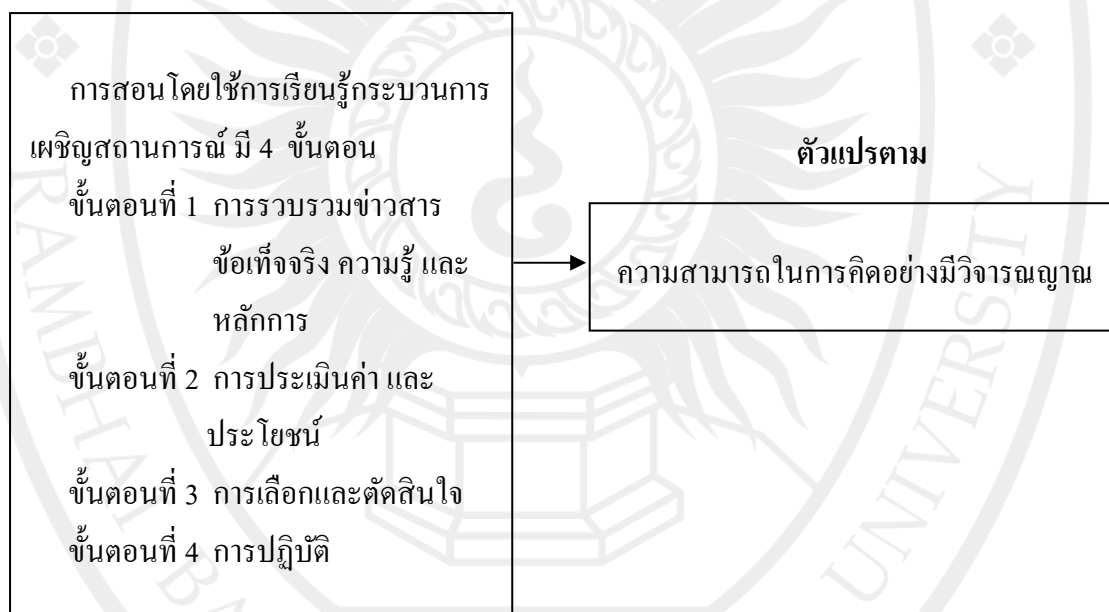 การสอนโดยใช้การเรียนรู้กระบวนการ
เผชิญสถานการณ์ มี 4 ขั้นตอน
ขั้นตอนที่ 1 การรวบรวมข่าวสาร
ข้อเท็จจริง ความรู้ และ
หลักการ
ขั้นตอนที่ 2 การประเมินค่า และ
ประโยชน์
ขั้นตอนที่ 3 การเลือกและตัดสินใจ
ขั้นตอนที่ 4 การปฏิบัติ
ตัวแปรตาม
ความสามารถในการคิดอย่างมีวิจารณญาณ
RAMBHAI BA
UNIVERSITY